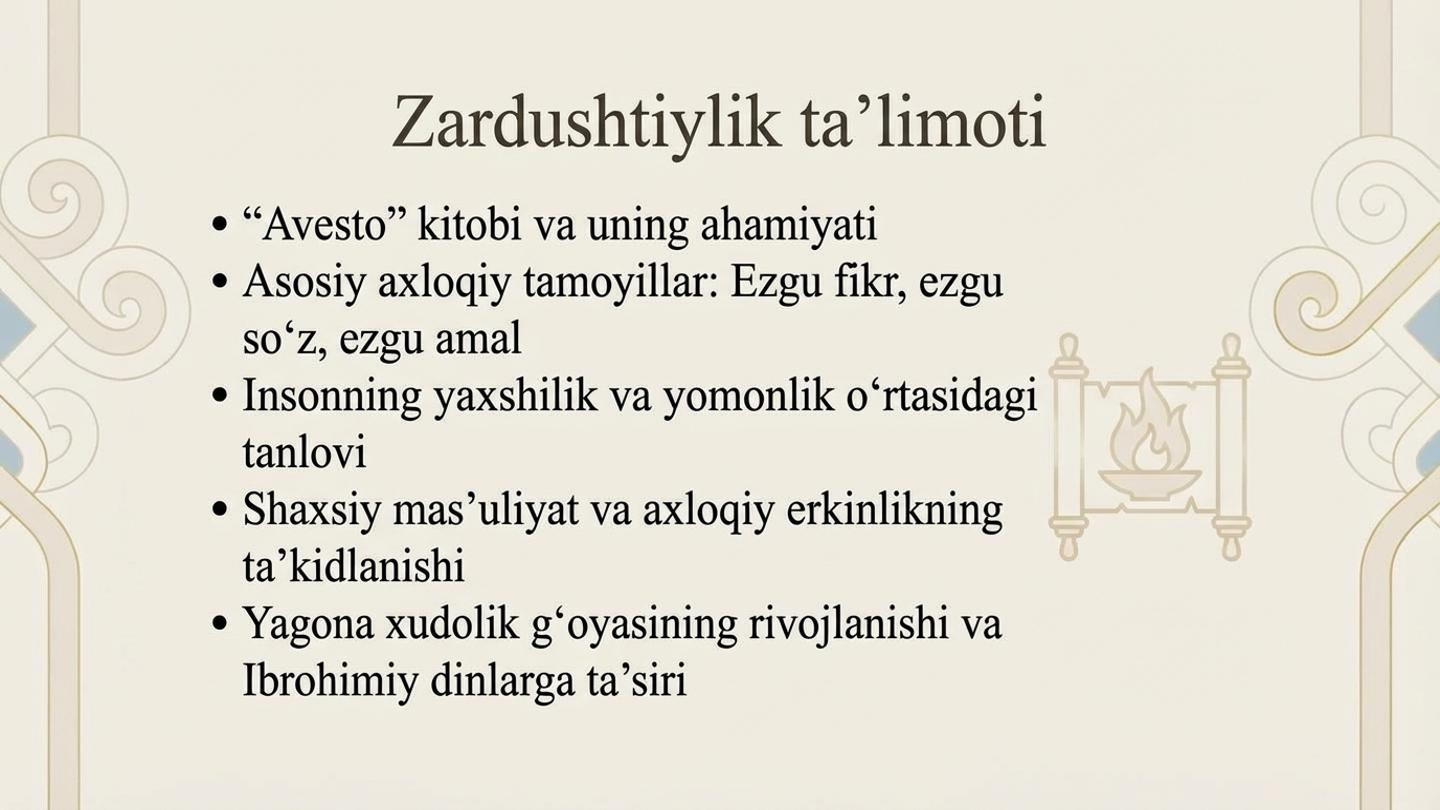 Zardushtiylik ta’limoti
• “Avesto” kitobi va uning ahamiyati
• Asosiy axloqiy tamoyillar: Ezgu fikr, ezgu
so‘z, ezgu amal
• Insonning yaxshilik va yomonlik o‘rtasidagi
tanlovi
• Shaxsiy mas’uliyat va axloqiy erkinlikning
ta’kidlanishi
• Yagona xudolik g‘oyasining rivojlanishi va
Ibrohimiy dinlarga ta’siri